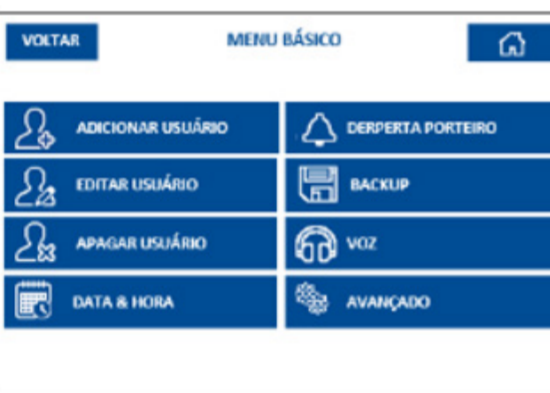 VOLTAR
MENU BÁSICO
ADICIONAR USUÁRIO
DERPERTA PORTEIRO
EDITAR USUÁRIO
BACKUP
APAGAR USUÁRIO
VOZ
DATA & HORA
AVANÇADO